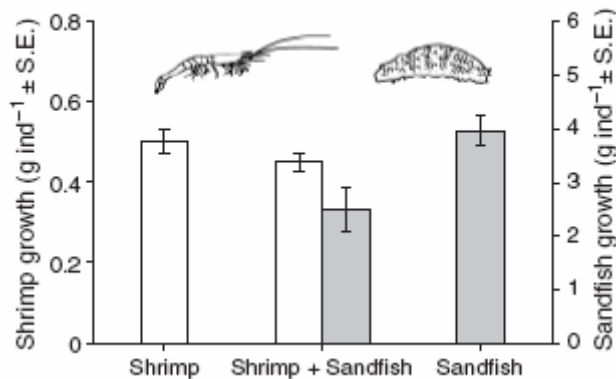 Shrimp growth (g ind⁻¹ ± S.E.)
0.8
0.6
0.4
0.2
0
6
5
4
3
2
1
0
Sandfish growth (g ind⁻¹ ± S.E.)
Shrimp
Shrimp + Sandfish
Sandfish